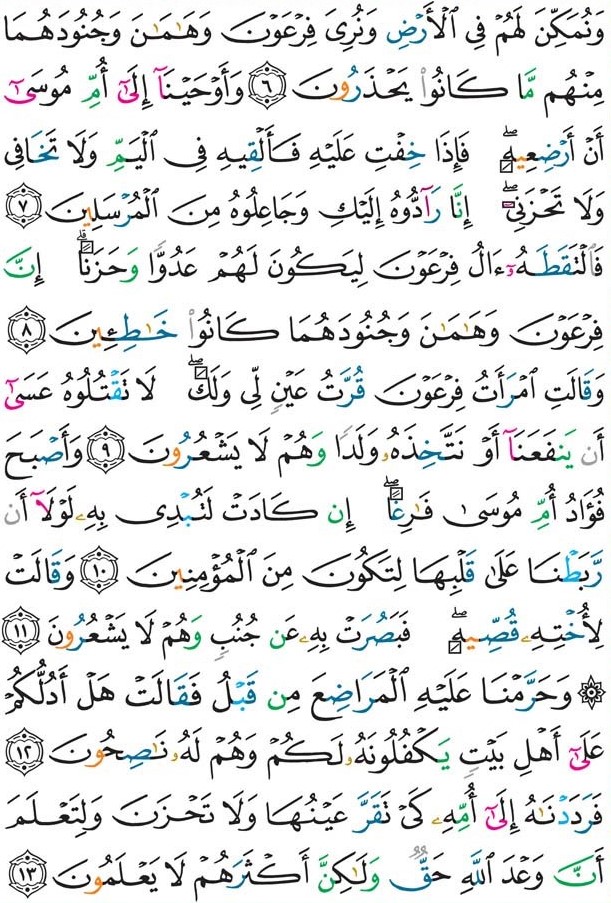 وَنُمَكِّنَ لَهُمْ فِي ٱلْأَرْضِ وَنُرِيَ فِرْعَوْنَ وَهَـٰمَـٰنَ وَجُنُودَهُمَا
مِنْهُم مَّا كَانُوا۟ يَحْذَرُونَ ٦ وَأَوْحَيْنَآ إِلَىٰٓ أُمِّ مُوسَىٰٓ
أَنْ أَرْضِعِيهِ ۖ فَإِذَا خِفْتِ عَلَيْهِ فَأَلْقِيهِ فِى ٱلْيَمِّ وَلَا تَخَافِى
وَلَا تَحْزَنِىٓ ۖ إِنَّا رَآدُّوهُ إِلَيْكِ وَجَاعِلُوهُ مِنَ ٱلْمُرْسَلِينَ ٧
فَٱلْتَقَطَهُۥٓ ءَالُ فِرْعَوْنَ لِيَكُونَ لَهُمْ عَدُوًّا وَحَزَنًا ۗ إِنَّ
فِرْعَوْنَ وَهَـٰمَـٰنَ وَجُنُودَهُمَا كَانُوا۟ خَـٰطِـِٔينَ ٨
وَقَالَتِ ٱمْرَأَتُ فِرْعَوْنَ قُرَّتُ عَيْنٍ لِّى وَلَكَ ۖ لَا تَقْتُلُوهُ عَسَىٰٓ
أَن يَنفَعَنَآ أَوْ نَتَّخِذَهُۥ وَلَدًا وَهُمْ لَا يَشْعُرُونَ ٩ وَأَصْبَحَ
فُؤَادُ أُمِّ مُوسَىٰ فَـٰرِغًا ۖ إِن كَادَتْ لَتُبْدِى بِهِۦ لَوْلَآ أَن
رَّبَطْنَا عَلَىٰ قَلْبِهَا لِتَكُونَ مِنَ ٱلْمُؤْمِنِينَ ١٠ وَقَالَتْ
لِأُخْتِهِۦ قُصِّيهِ ۖ فَبَصُرَتْ بِهِۦ عَن جُنُبٍ وَهُمْ لَا يَشْعُرُونَ ١١
۞ وَحَرَّمْنَا عَلَيْهِ ٱلْمَرَاضِعَ مِن قَبْلُ فَقَالَتْ هَلْ أَدُلُّكُمْ
عَلَىٰٓ أَهْلِ بَيْتٍ يَكْفُلُونَهُۥ لَكُمْ وَهُمْ لَهُۥ نَـٰصِحُونَ ١٢
فَرَدَدْنَـٰهُ إِلَىٰٓ أُمِّهِۦ كَىْ تَقَرَّ عَيْنُهَا وَلَا تَحْزَنَ وَلِتَعْلَمَ
أَنَّ وَعْدَ ٱللَّهِ حَقٌّ وَلَـٰكِنَّ أَكْثَرَهُمْ لَا يَعْلَمُونَ ١٣